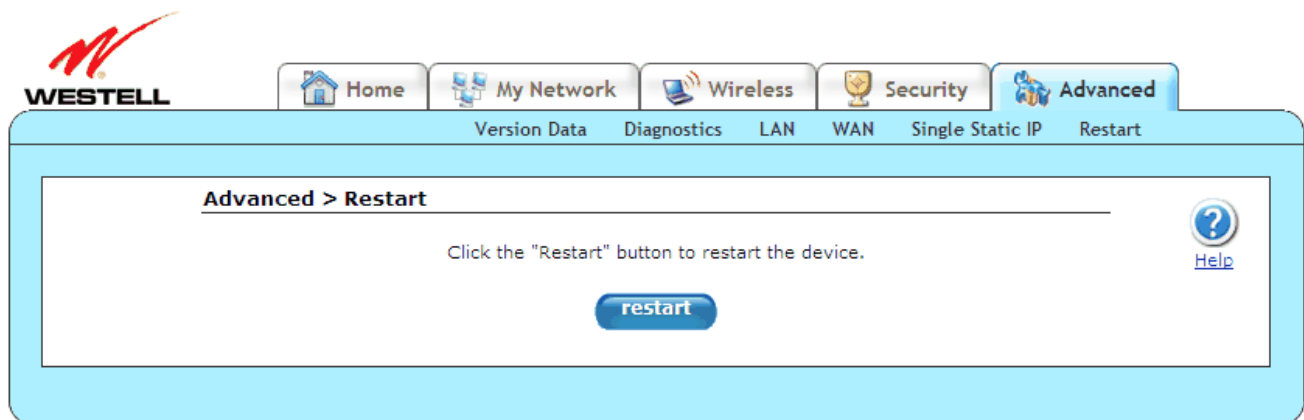 WESTELL
Home My Network Wireless Security Advanced
Version Data Diagnostics LAN WAN Single Static IP Restart
Advanced > Restart
Click the "Restart" button to restart the device.
Help
restart